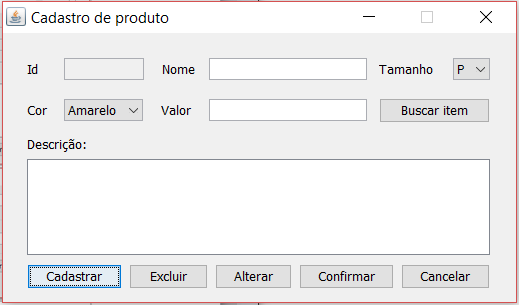 Cadastro de produto
Id Nome Tamanho P
Cor Amarelo Valor Buscar item
Descrição:
Cadastrar Excluir Alterar Confirmar Cancelar